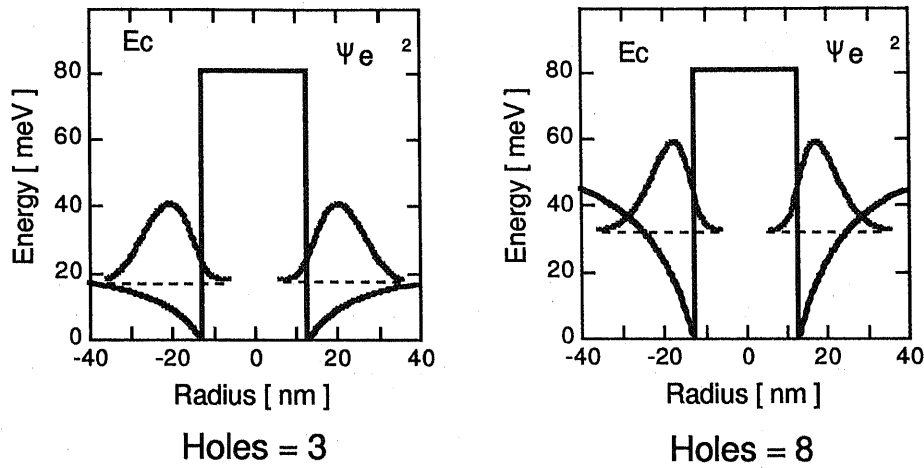 Ec Ψe ²
Energy [ meV ]
80
60
40
20
0
-40 -20 0 20 40
Radius [ nm ]
Holes = 3
Ec Ψe ²
Energy [ meV ]
80
60
40
20
0
-40 -20 0 20 40
Radius [ nm ]
Holes = 8